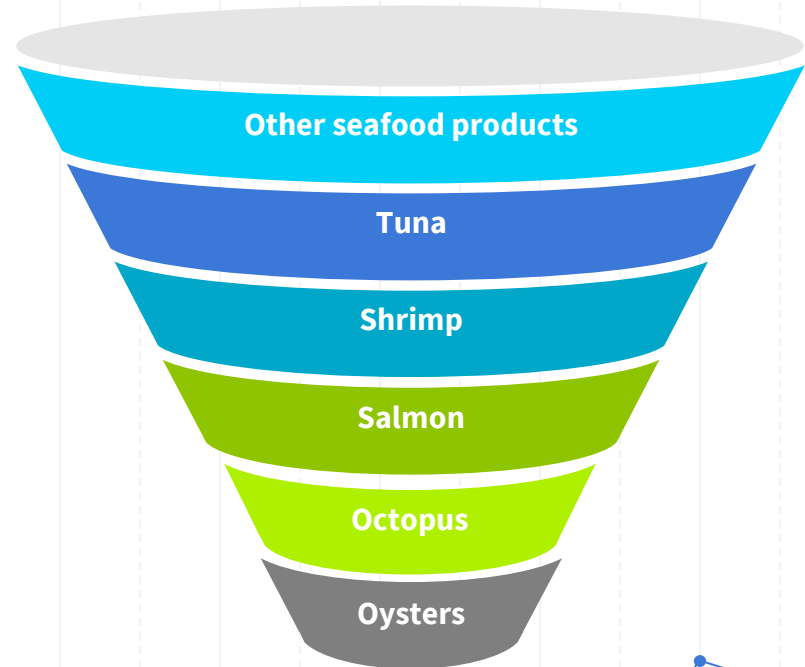 Other seafood products
Tuna
Shrimp
Salmon
Octopus
Oysters